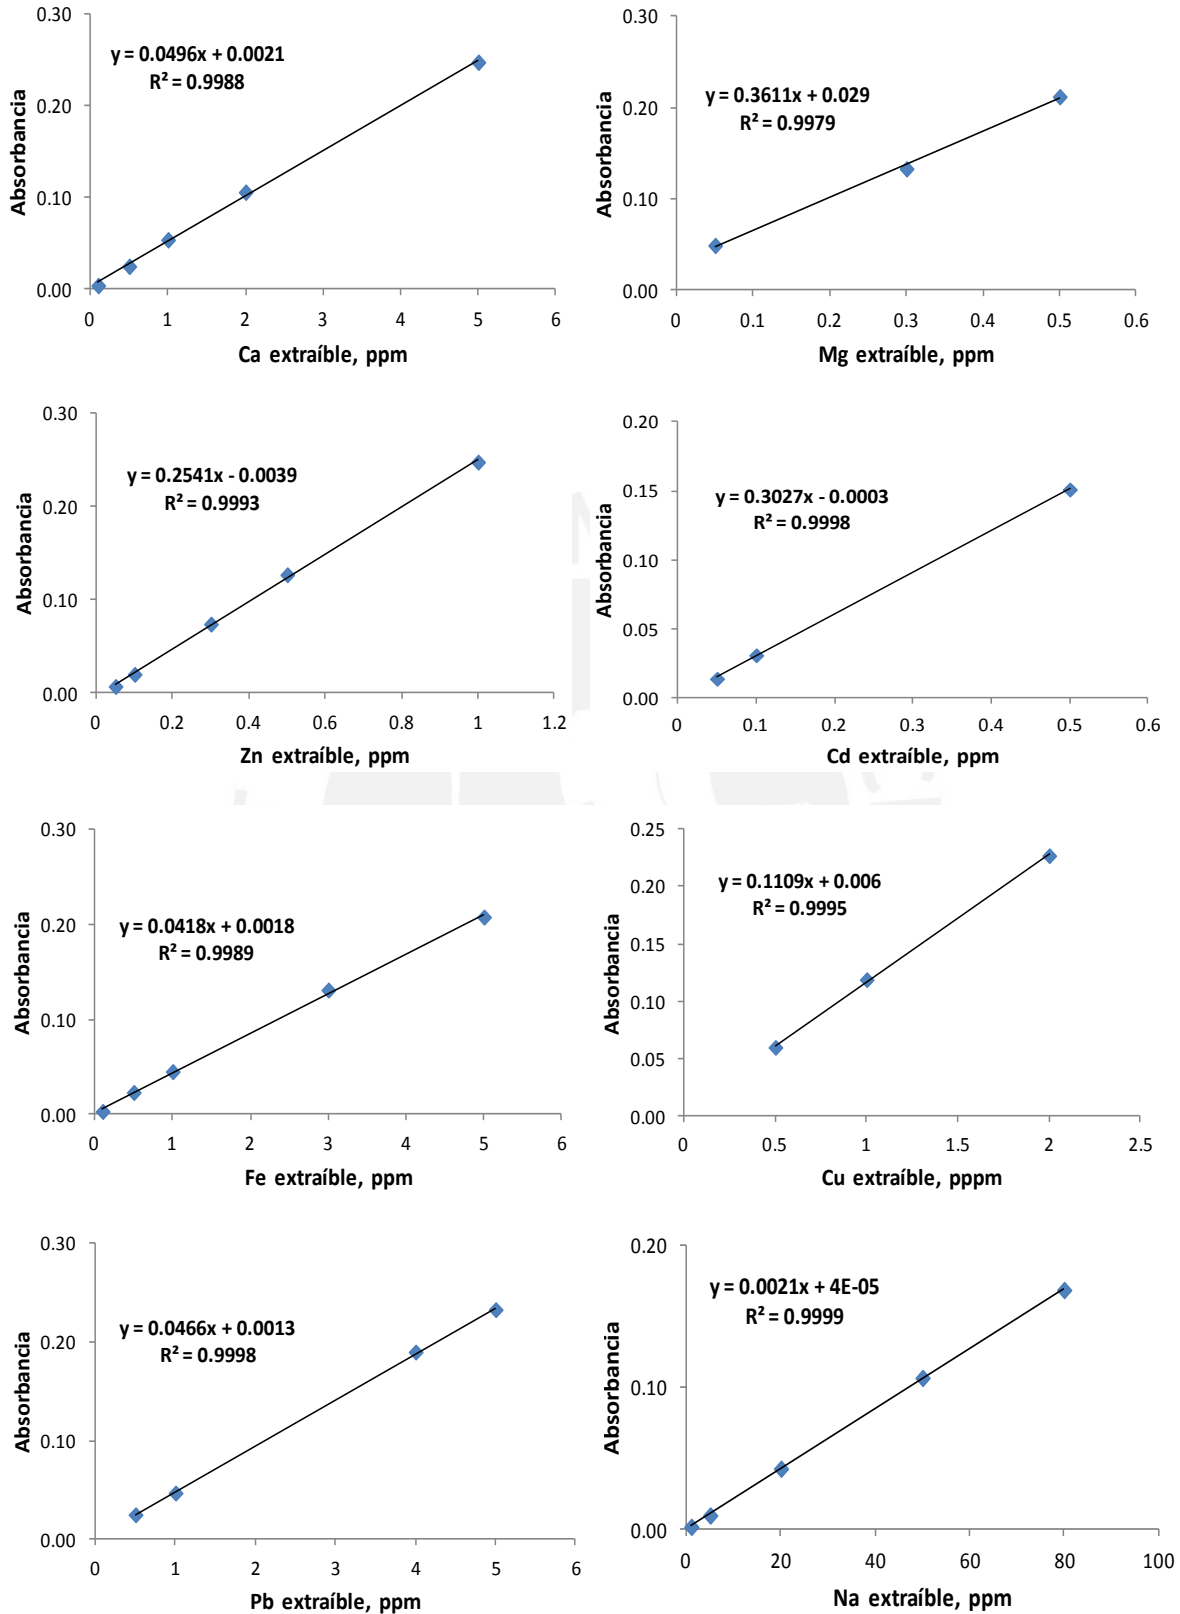 0.30
y = 0.0496x + 0.0021
R² = 0.9988
0.20
0.10
0.00
Absorbancia
0 1 2 3 4 5 6
Ca extraíble, ppm
0.30
y = 0.3611x + 0.029
R² = 0.9979
0.20
0.10
0.00
Absorbancia
0 0.1 0.2 0.3 0.4 0.5 0.6
Mg extraíble, ppm
0.30
y = 0.2541x - 0.0039
R² = 0.9993
0.20
0.10
0.00
Absorbancia
0 0.2 0.4 0.6 0.8 1 1.2
Zn extraíble, ppm
0.20
y = 0.3027x - 0.0003
R² = 0.9998
0.15
0.10
0.05
0.00
Absorbancia
0 0.1 0.2 0.3 0.4 0.5 0.6
Cd extraíble, ppm
0.30
y = 0.0418x + 0.0018
R² = 0.9989
0.20
0.10
0.00
Absorbancia
0 1 2 3 4 5 6
Fe extraíble, ppm
0.25
y = 0.1109x + 0.006
R² = 0.9995
0.20
0.15
0.10
0.05
0.00
Absorbancia
0 0.5 1 1.5 2 2.5
Cu extraíble, pppm
0.30
y = 0.0466x + 0.0013
R² = 0.9998
0.20
0.10
0.00
Absorbancia
0 1 2 3 4 5 6
Pb extraíble, ppm
0.20
y = 0.0021x + 4E-05
R² = 0.9999
0.10
0.00
Absorbancia
0 20 40 60 80 100
Na extraíble, ppm